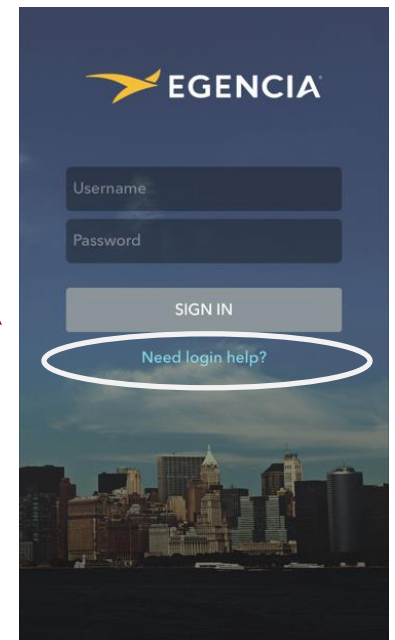 EGENCIA
Username
Password
SIGN IN
Need login help?